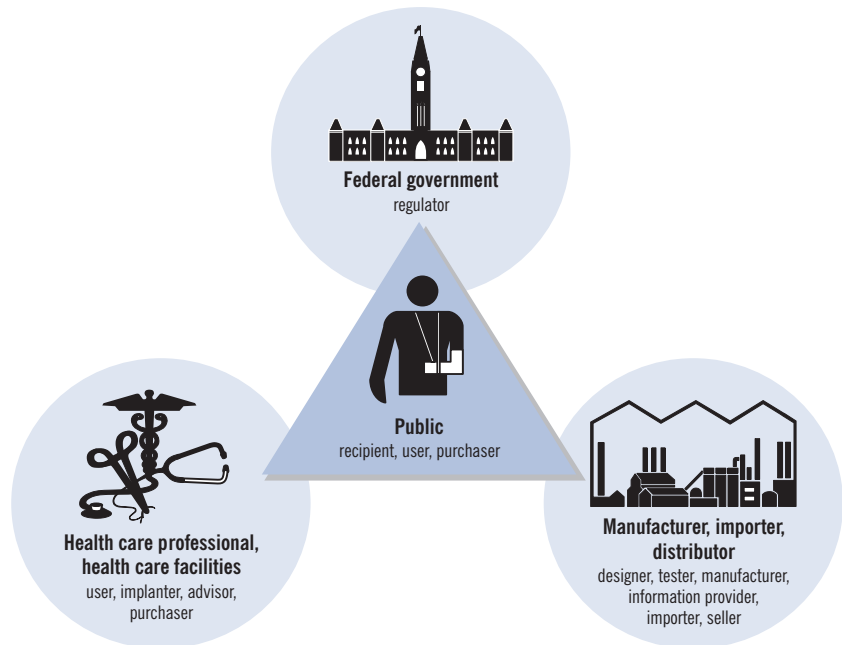 Federal government
regulator
Public
recipient, user, purchaser
Health care professional,
health care facilities
user, implanter, advisor,
purchaser
Manufacturer, importer,
distributor
designer, tester, manufacturer,
information provider,
importer, seller